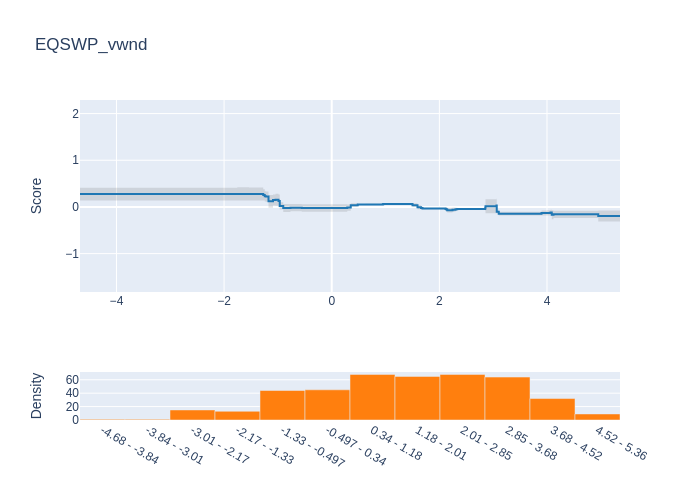 EQSWP_vwnd
Score
2
1
0
−1
−4
−2
0
2
4
Density
60
40
20
0
-4.68 - -3.84
-3.84 - -3.01
-3.01 - -2.17
-2.17 - -1.33
-1.33 - -0.497
-0.497 - 0.34
0.34 - 1.18
1.18 - 2.01
2.01 - 2.85
2.85 - 3.68
3.68 - 4.52
4.52 - 5.36